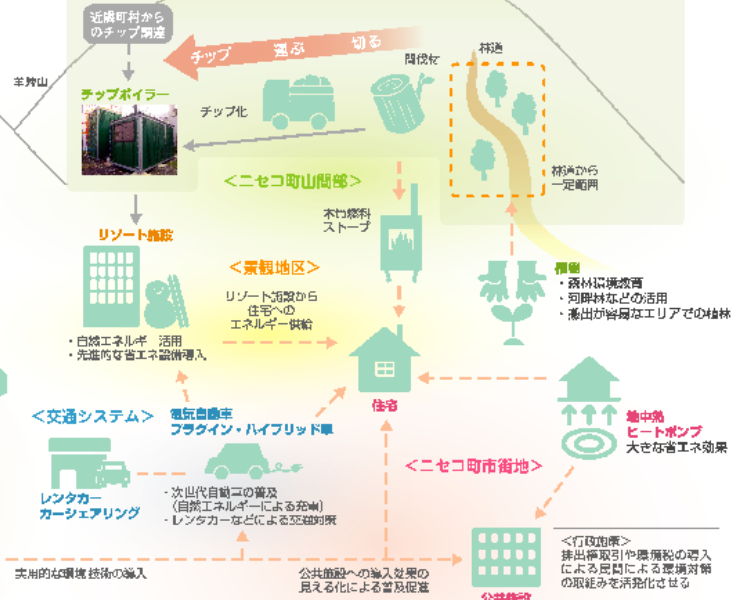 近隣町村から
のチップ調達
チップ 運ぶ 切る
林道
間伐材
羊蹄山
チップボイラー
チップ化
林道から
一定範囲
＜ニセコ町山間部＞
木質燃料
ストーブ
リゾート施設
＜景観地区＞
植樹
・森林環境教育
・河畔林などの活用
・搬出が容易なエリアでの植林
リゾート施設から
住宅への
エネルギー供給
・自然エネルギー活用
・先進的な省エネ設備導入
住宅
＜交通システム＞
電気自動車
プラグイン・ハイブリッド車
地中熱
ヒートポンプ
大きな省エネ効果
＜ニセコ町市街地＞
レンタカー
カーシェアリング
・次世代自動車の普及
（自然エネルギーによる充電）
・レンタカーなどによる交通対策
＜行政施策＞
排出権取引や環境税の導入
による民間による環境対策
の取組みを活発化させる
実用的な環境技術の導入
公共施設への導入効果の
見える化による普及促進
公共施設